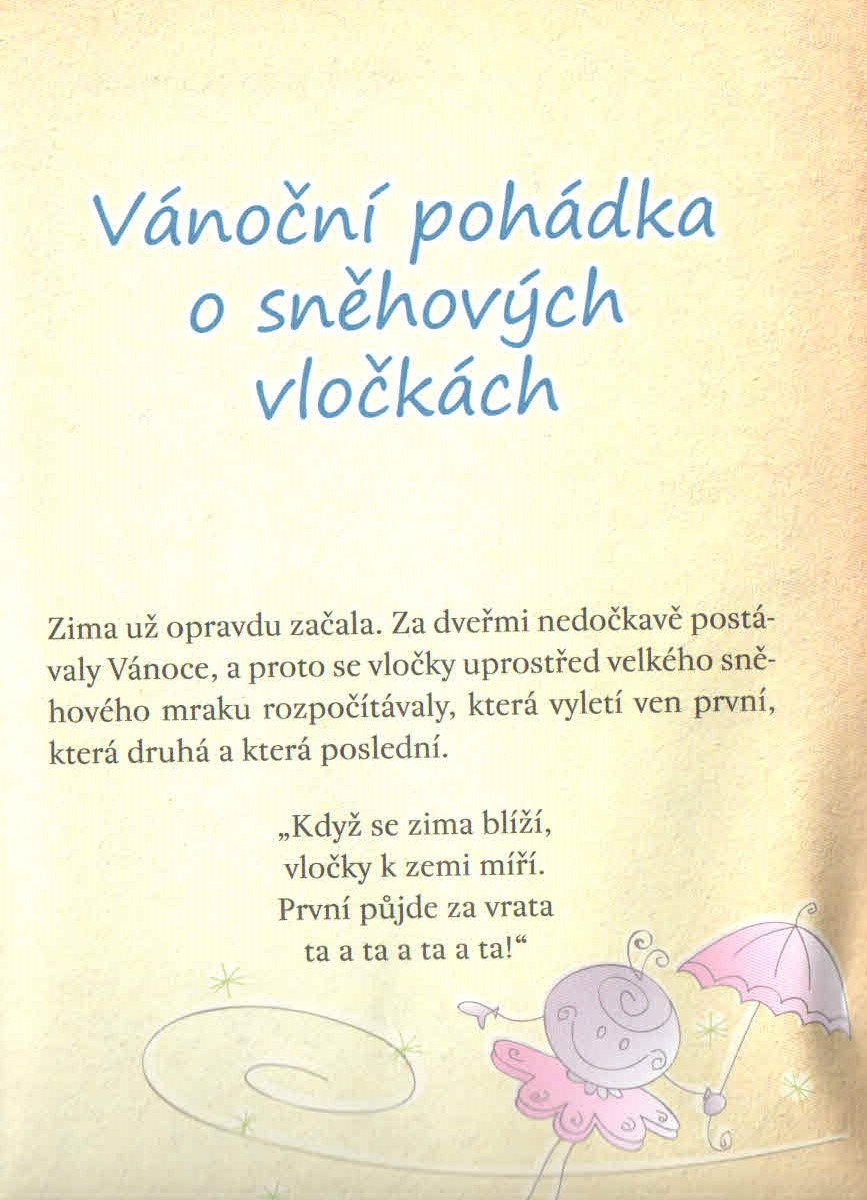 Vánoční pohádka
o sněhových
vločkách
Zima už opravdu začala. Za dveřmi nedočkavě postá-
valy Vánoce, a proto se vločky uprostřed velkého sně-
hového mraku rozpočítávaly, která vyletí ven první,
která druhá a která poslední.
„Když se zima blíží,
vločky k zemi míří.
První půjde za vrata
ta a ta a ta a ta!“